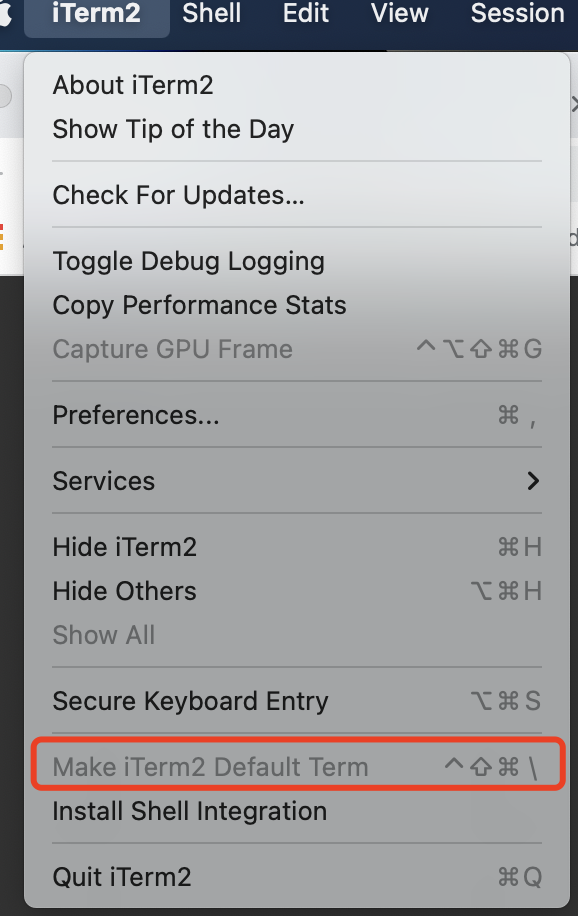 iTerm2 Shell Edit View Session
About iTerm2
Show Tip of the Day
Check For Updates...
Toggle Debug Logging
Copy Performance Stats
Capture GPU Frame ^⌥⇧⌘G
Preferences... ⌘,
Services
Hide iTerm2 ⌘H
Hide Others ⌥⌘H
Show All
Secure Keyboard Entry ⌥⌘S
Make iTerm2 Default Term ^⇧⌘\
Install Shell Integration
Quit iTerm2 ⌘Q